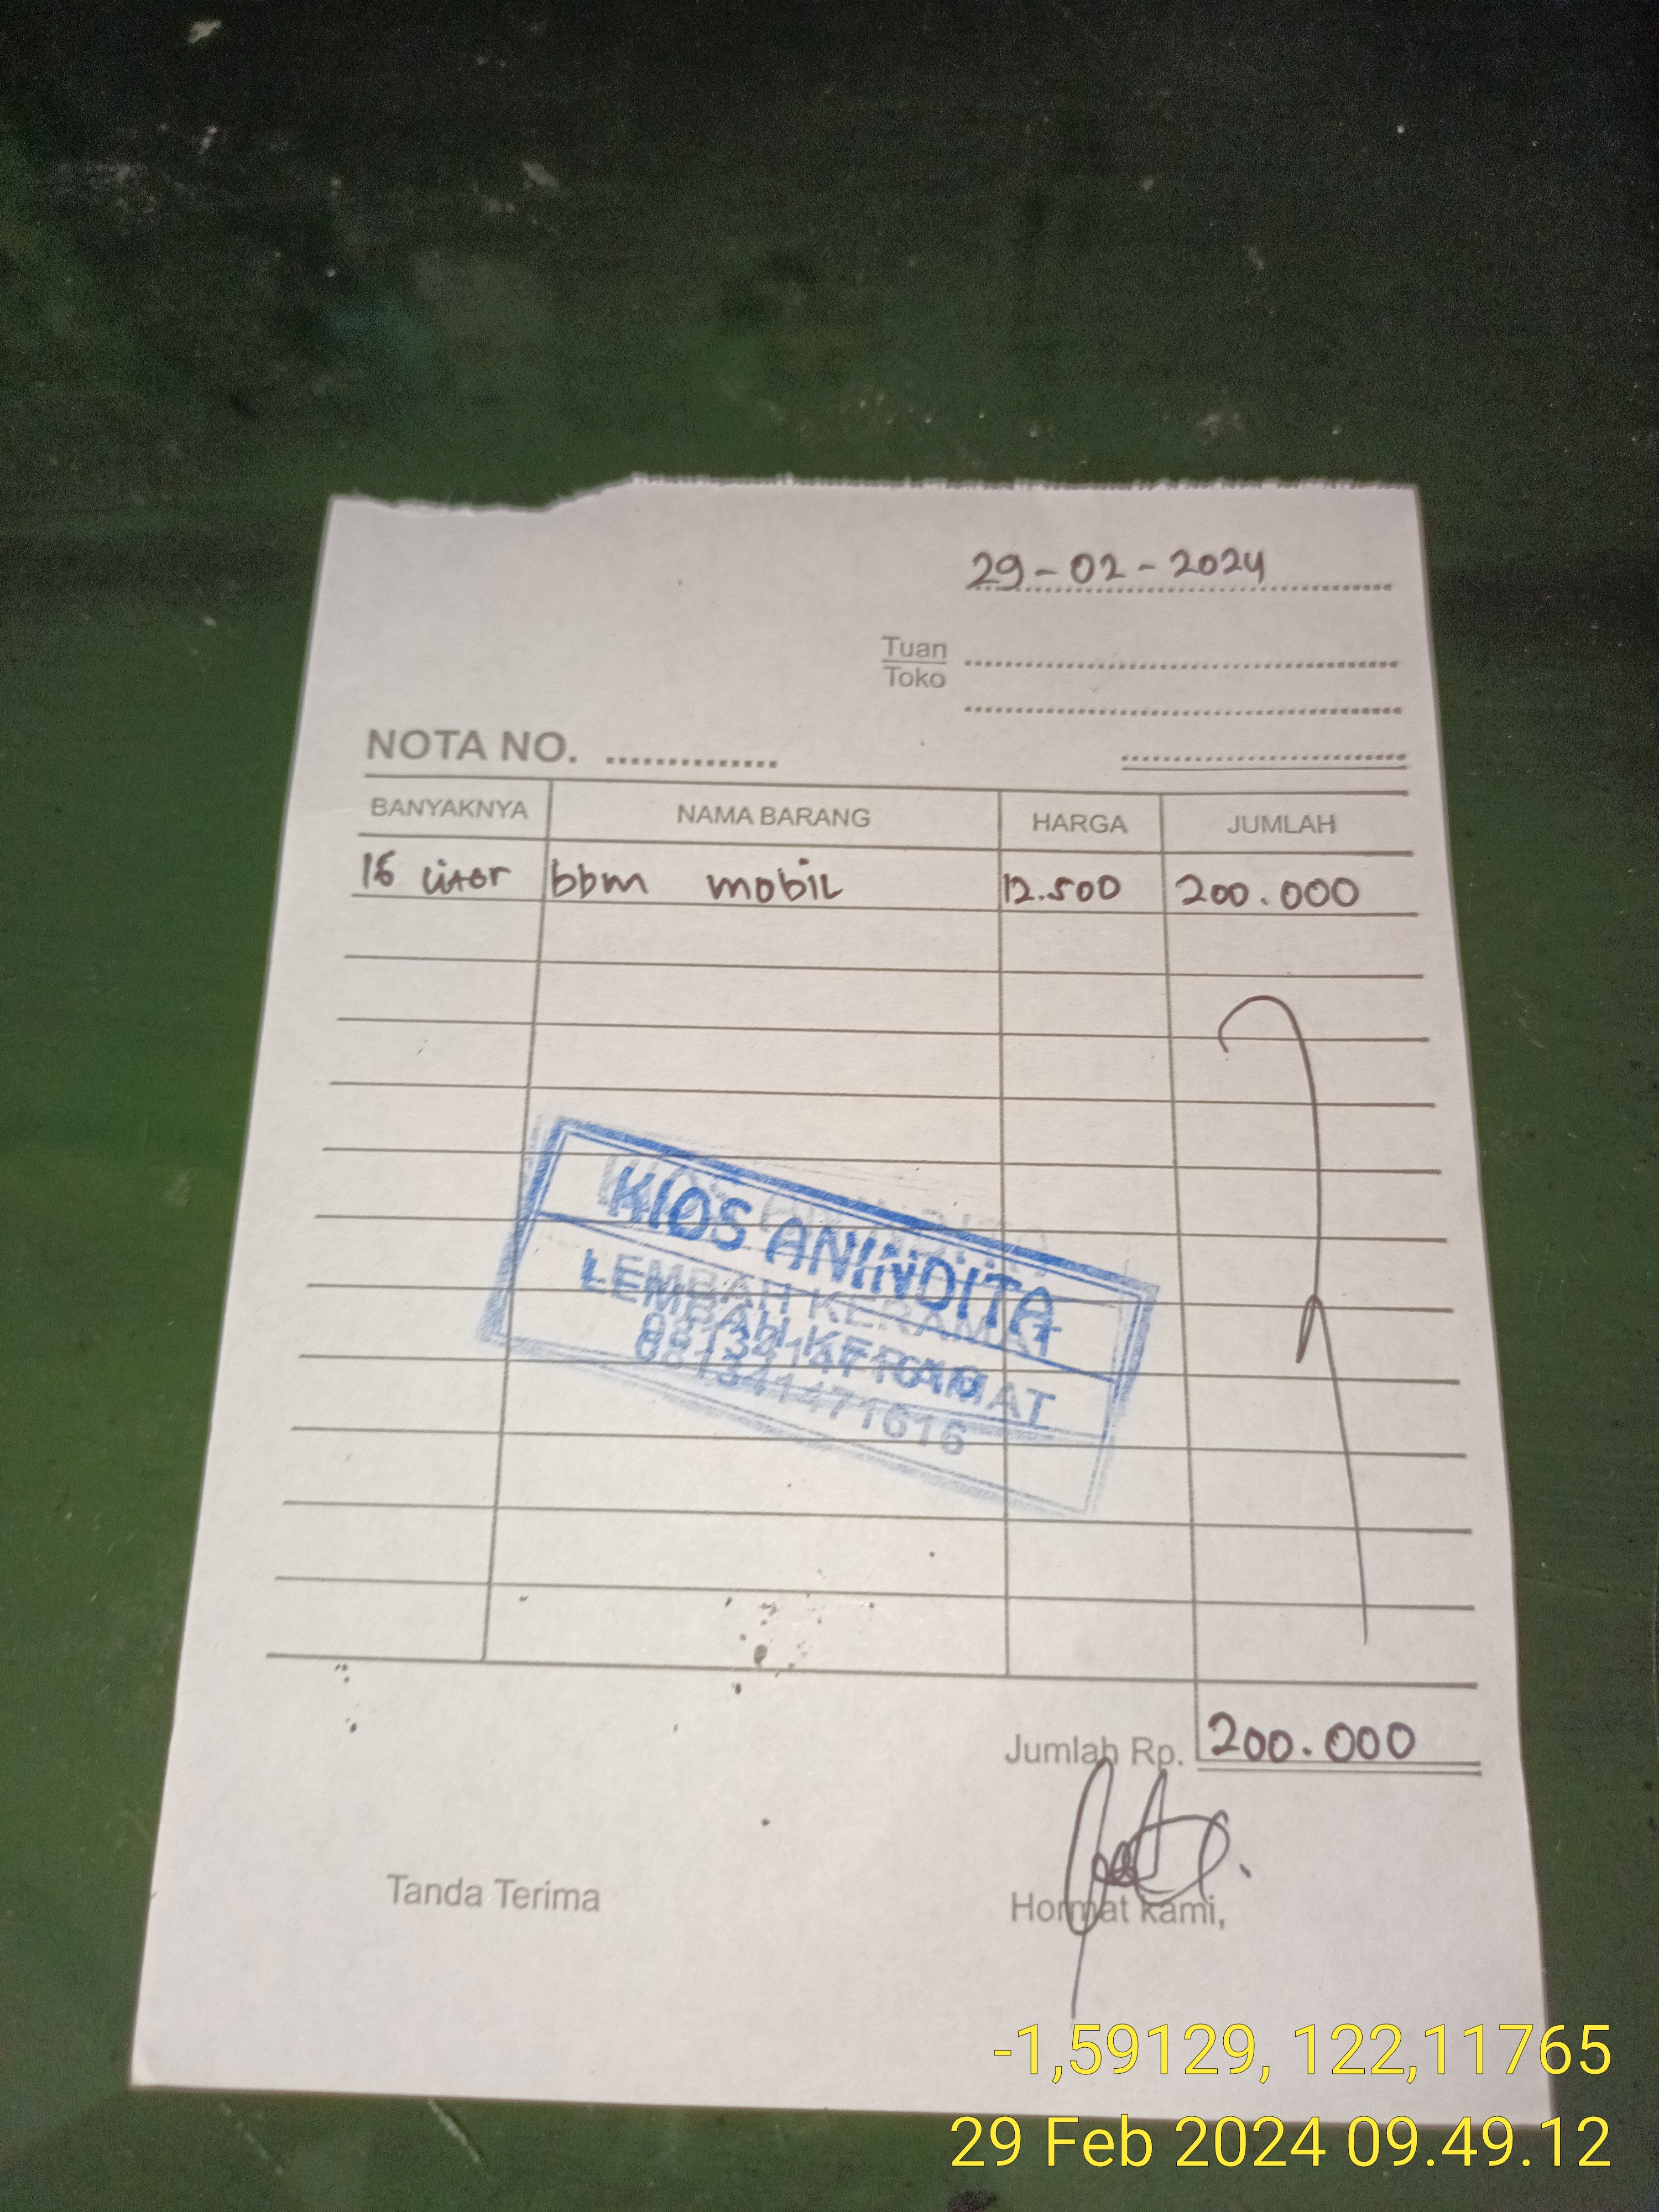 29-02-2024
Tuan
Toko
NOTA NO. ..............
BANYAKNYA NAMA BARANG HARGA JUMLAH
16 liter bbm mobil 12.500 200.000
KIOS ANINDITA
LEMBAH KERAMAT
081341471616
Jumlah Rp. 200.000
Tanda Terima Hormat kami,
-1,59129, 122,11765
29 Feb 2024 09.49.12